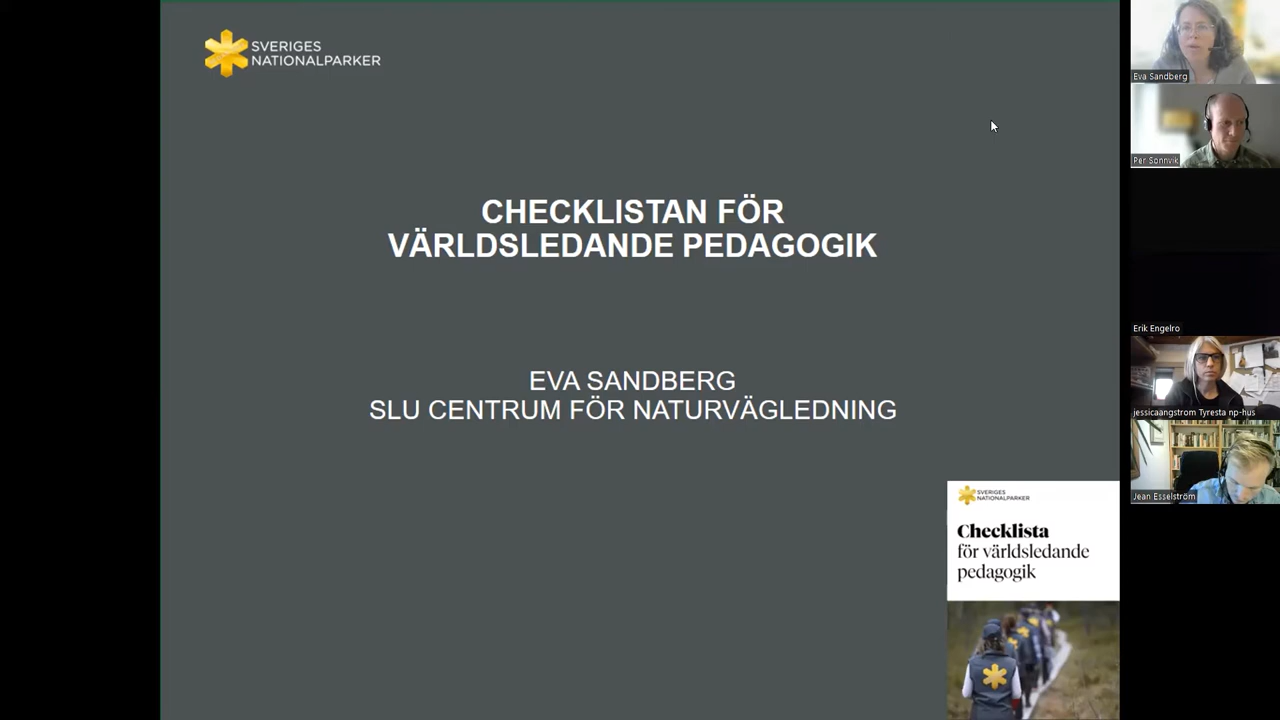 SVERIGES
NATIONALPARKER
CHECKLISTAN FÖR
VÄRLDSLEDANDE PEDAGOGIK
EVA SANDBERG
SLU CENTRUM FÖR NATURVÄGLEDNING
SVERIGES
NATIONALPARKER
Checklista
för världsledande
pedagogik
Eva Sandberg
Per Sonnvik
Erik Engelro
jessicaangstrom Tyresta np-hus
Jean Esselström